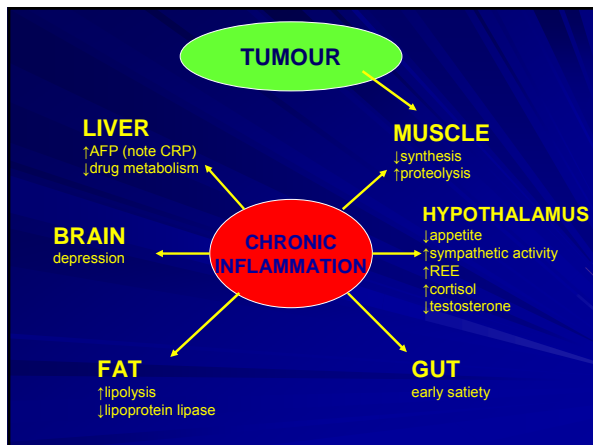 TUMOUR
LIVER
↑AFP (note CRP)
↓drug metabolism
MUSCLE
↓synthesis
↑proteolysis
BRAIN
depression
CHRONIC
INFLAMMATION
HYPOTHALAMUS
↓appetite
↑sympathetic activity
↑REE
↑cortisol
↓testosterone
FAT
↑lipolysis
↓lipoprotein lipase
GUT
early satiety